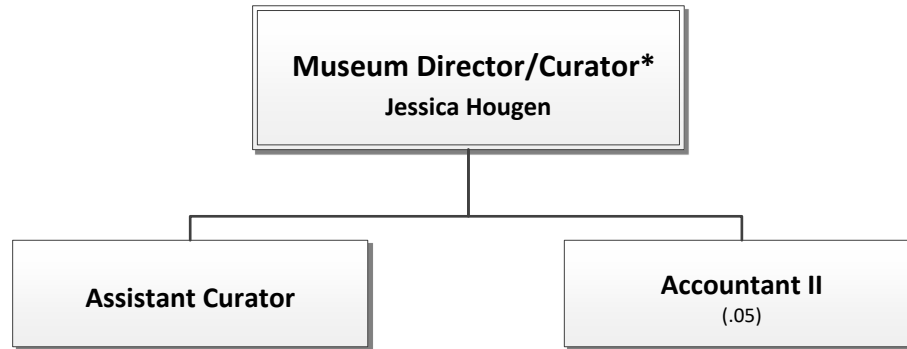 Museum Director/Curator*
Jessica Hougen
Assistant Curator
Accountant II
(.05)